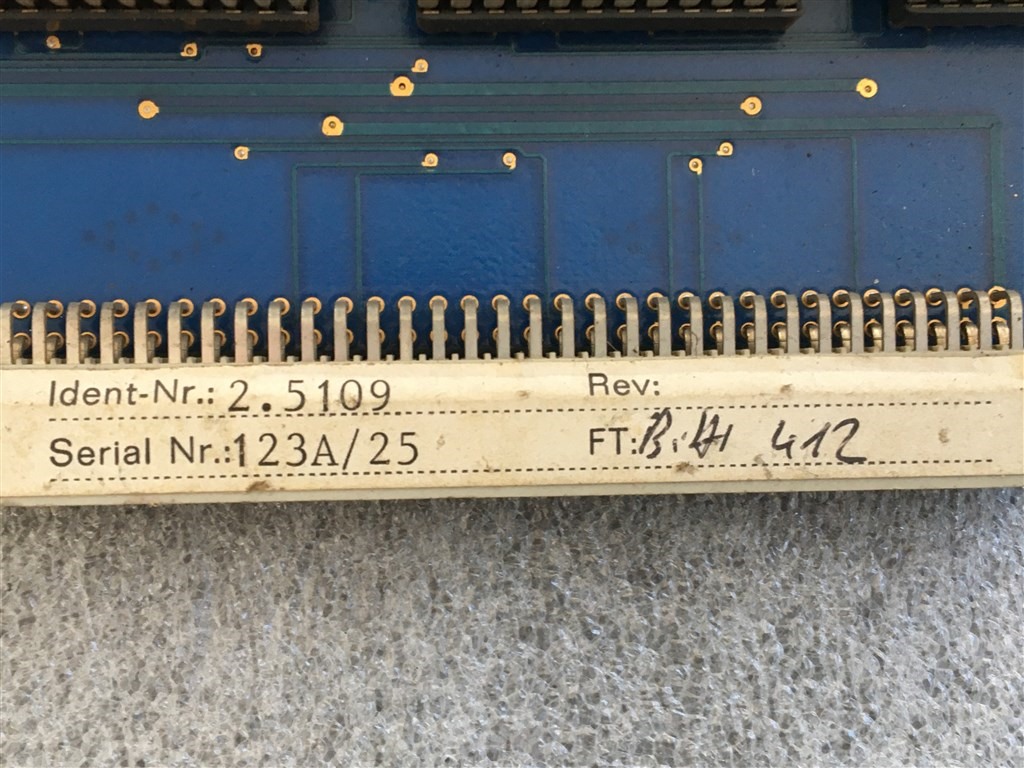 Ident-Nr.: 2.5109 Rev:
Serial Nr.: 123A/25 FT: 412